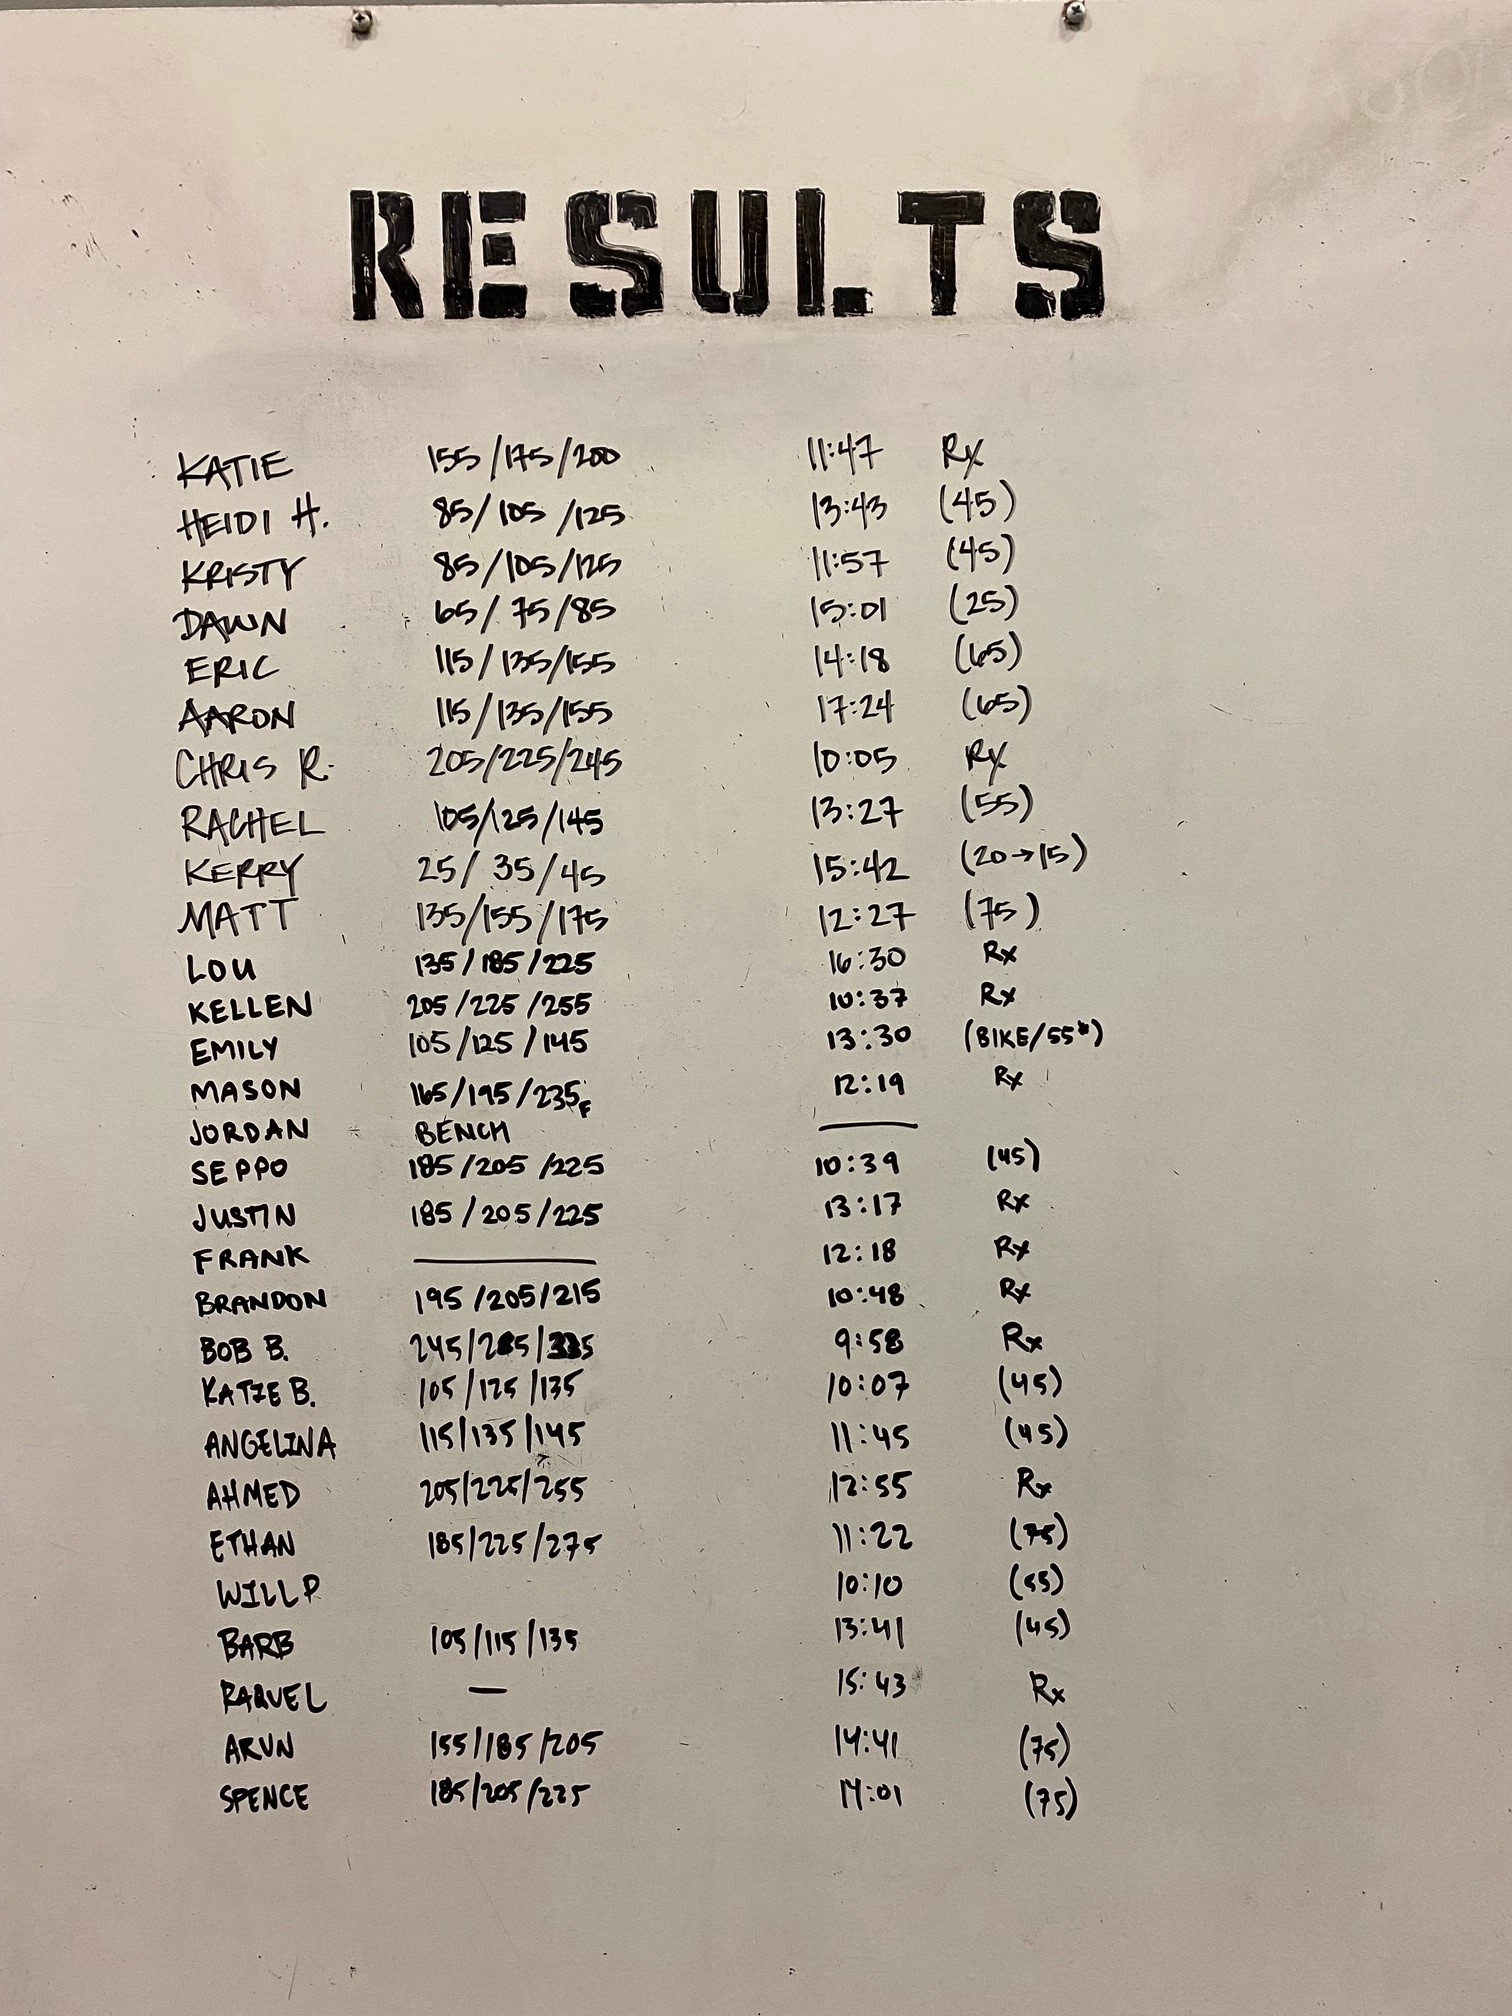 RESULTS
KATIE 155/175/200 11:47 Rx
HEIDI H. 85/105/125 13:43 (45)
KRISTY 85/105/125 11:57 (45)
DAWN 65/75/85 15:01 (25)
ERIC 115/135/155 14:18 (65)
AARON 115/135/155 17:24 (65)
CHRIS R. 205/225/245 10:05 Rx
RACHEL 105/125/145 13:27 (55)
KERRY 25/35/45 15:42 (20→15)
MATT 135/155/175 12:27 (75)
LOU 135/185/225 16:30 Rx
KELLEN 205/225/255 10:37 Rx
EMILY 105/125/145 13:30 (BIKE/55#)
MASON 165/195/235F 12:19 Rx
JORDAN BENCH —
SEPPO 185/205/225 10:39 (45)
JUSTIN 185/205/225 13:17 Rx
FRANK — 12:18 Rx
BRANDON 195/205/215 10:48 Rx
BOB B. 245/285/335 9:58 Rx
KATIE B. 105/125/135 10:07 (45)
ANGELINA 115/135/145 11:45 (45)
AHMED 205/225/255 12:55 Rx
ETHAN 185/225/275 11:22 (75)
WILL P 10:10 (55)
BARB 105/115/135 13:41 (45)
RAQUEL — 15:43 Rx
ARUN 155/185/205 14:41 (75)
SPENCE 185/205/225 14:01 (75)